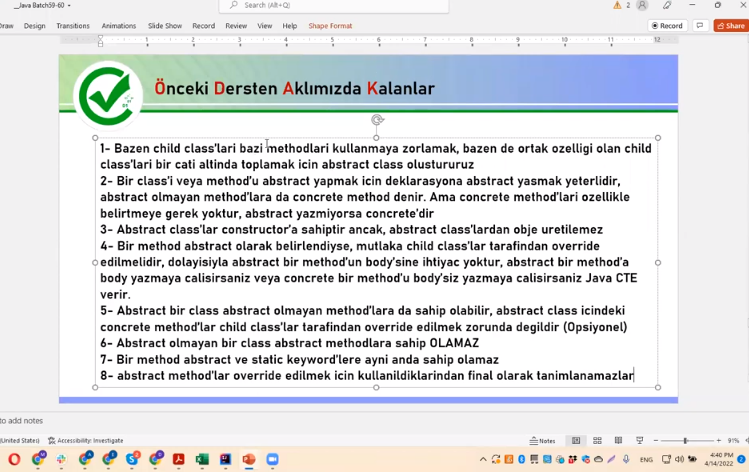 __Java Batch59-60
Search (Alt+Q)
2
Draw Design Transitions Animations Slide Show Record Review View Help Shape Format
Record
Share
Önceki Dersten Aklımızda Kalanlar
1- Bazen child class'lari bazi methodlari kullanmaya zorlamak, bazen de ortak ozelligi olan child
class'lari bir cati altinda toplamak icin abstract class olustururuz
2- Bir class'i veya method'u abstract yapmak icin deklarasyona abstract yasmak yeterlidir,
abstract olmayan method'lara da concrete method denir. Ama concrete method'lari ozellikle
belirtmeye gerek yoktur, abstract yazmiyorsa concrete'dir
3- Abstract class'lar constructor'a sahiptir ancak, abstract class'lardan obje uretilemez
4- Bir method abstract olarak belirlendiyse, mutlaka child class'lar tarafindan override
edilmelidir, dolayisiyla abstract bir method'un body'sine ihtiyac yoktur, abstract bir method'a
body yazmaya calisirsaniz veya concrete bir method'u body'siz yazmaya calisirsaniz Java CTE
verir.
5- Abstract bir class abstract olmayan method'lara da sahip olabilir, abstract class icindeki
concrete method'lar child class'lar tarafindan override edilmek zorunda degildir (Opsiyonel)
6- Abstract olmayan bir class abstract methodlara sahip OLAMAZ
7- Bir method abstract ve static keyword'lere ayni anda sahip olamaz
8- abstract method'lar override edilmek icin kullanildiklarindan final olarak tanimlanamazlar
to add notes
(United States) Accessibility: Investigate
Notes
91%
ENG
4:40 PM
4/14/2022